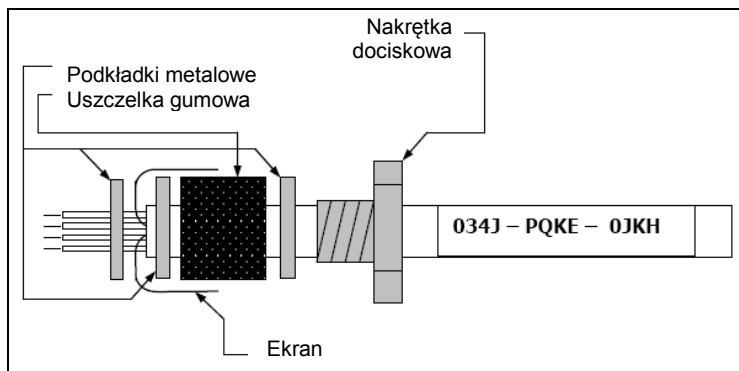 Nakrętka
dociskowa
Podkładki metalowe
Uszczelka gumowa
034J – PQKE – 0JKH
Ekran